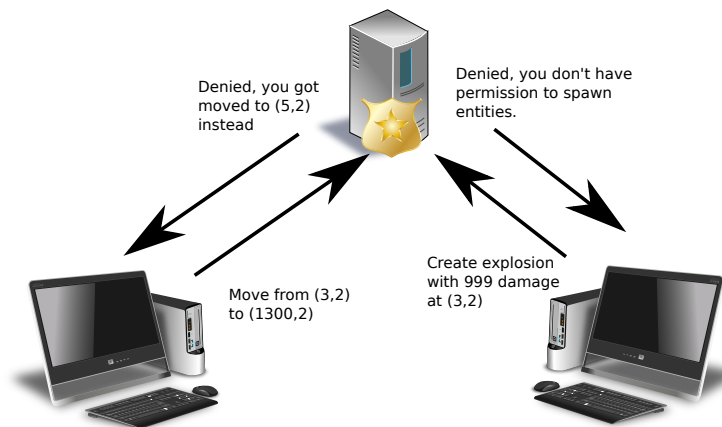 Denied, you got
moved to (5,2)
instead
Denied, you don't have
permission to spawn
entities.
Move from (3,2)
to (1300,2)
Create explosion
with 999 damage
at (3,2)